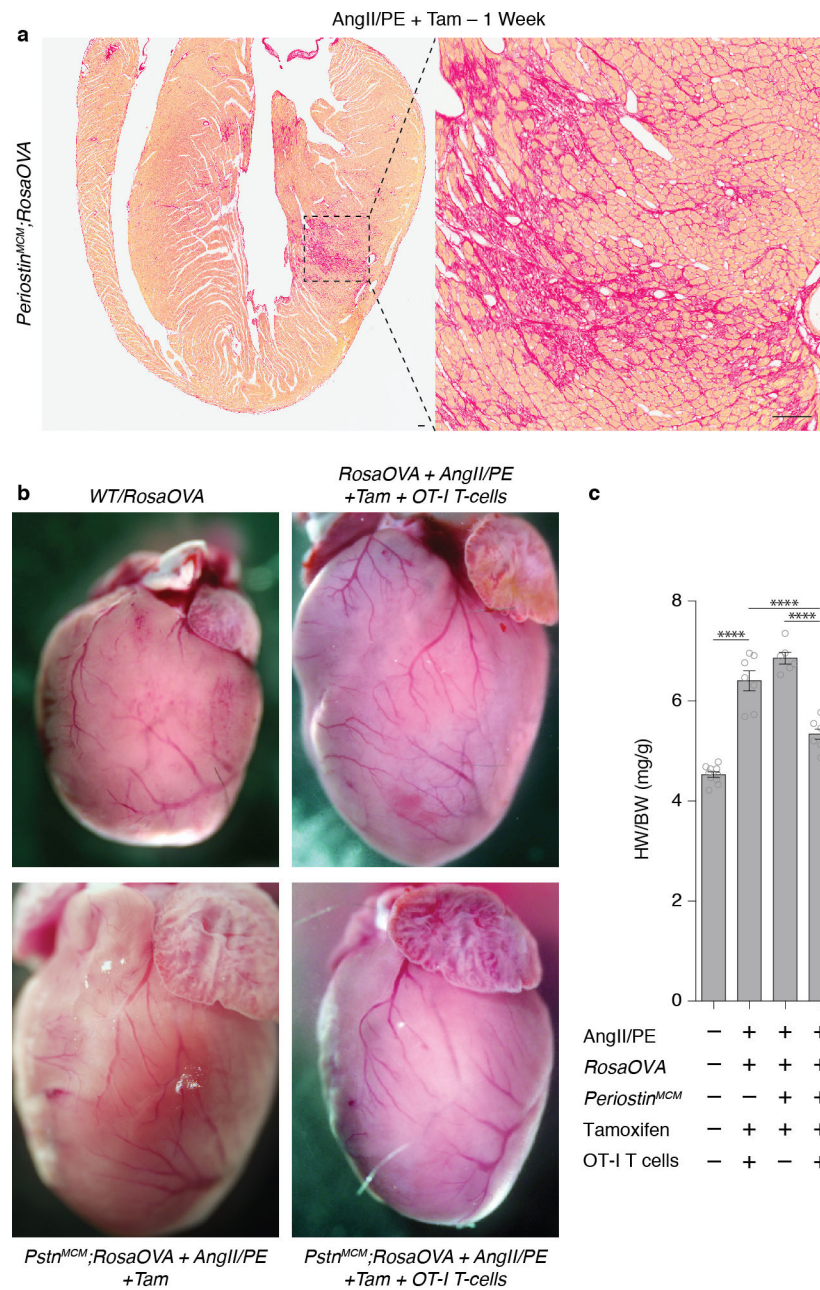 AngII/PE + Tam – 1 Week
a
Periostin^MCM;RosaOVA
b
WT/RosaOVA
RosaOVA + AngII/PE
+Tam + OT-I T-cells
Pstn^MCM;RosaOVA + AngII/PE
+Tam
Pstn^MCM;RosaOVA + AngII/PE
+Tam + OT-I T-cells
c
HW/BW (mg/g)
8
6
4
2
0
****
****
****
AngII/PE – + + +
RosaOVA – + + +
Periostin^MCM – – + +
Tamoxifen – + + +
OT-I T cells – + – +